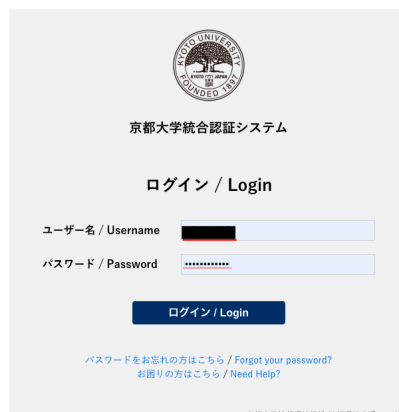 KYOTO UNIVERSITY
KYOTO JAPAN
FOUNDED 1897
京都大学統合認証システム
ログイン / Login
ユーザー名 / Username
パスワード / Password
••••••••••••
ログイン / Login
パスワードをお忘れの方はこちら / Forgot your password?
お困りの方はこちら / Need Help?